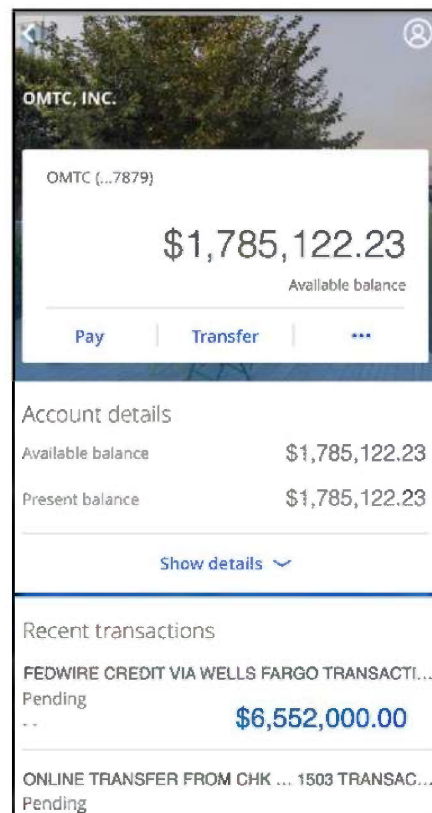 OMTC, INC.
OMTC (...7879)
$1,785,122.23
Available balance
Pay
Transfer
...
Account details
Available balance
$1,785,122.23
Present balance
$1,785,122.23
Show details
Recent transactions
FEDWIRE CREDIT VIA WELLS FARGO TRANSACTI...
Pending
- -
$6,552,000.00
ONLINE TRANSFER FROM CHK ... 1503 TRANSAC...
Pending